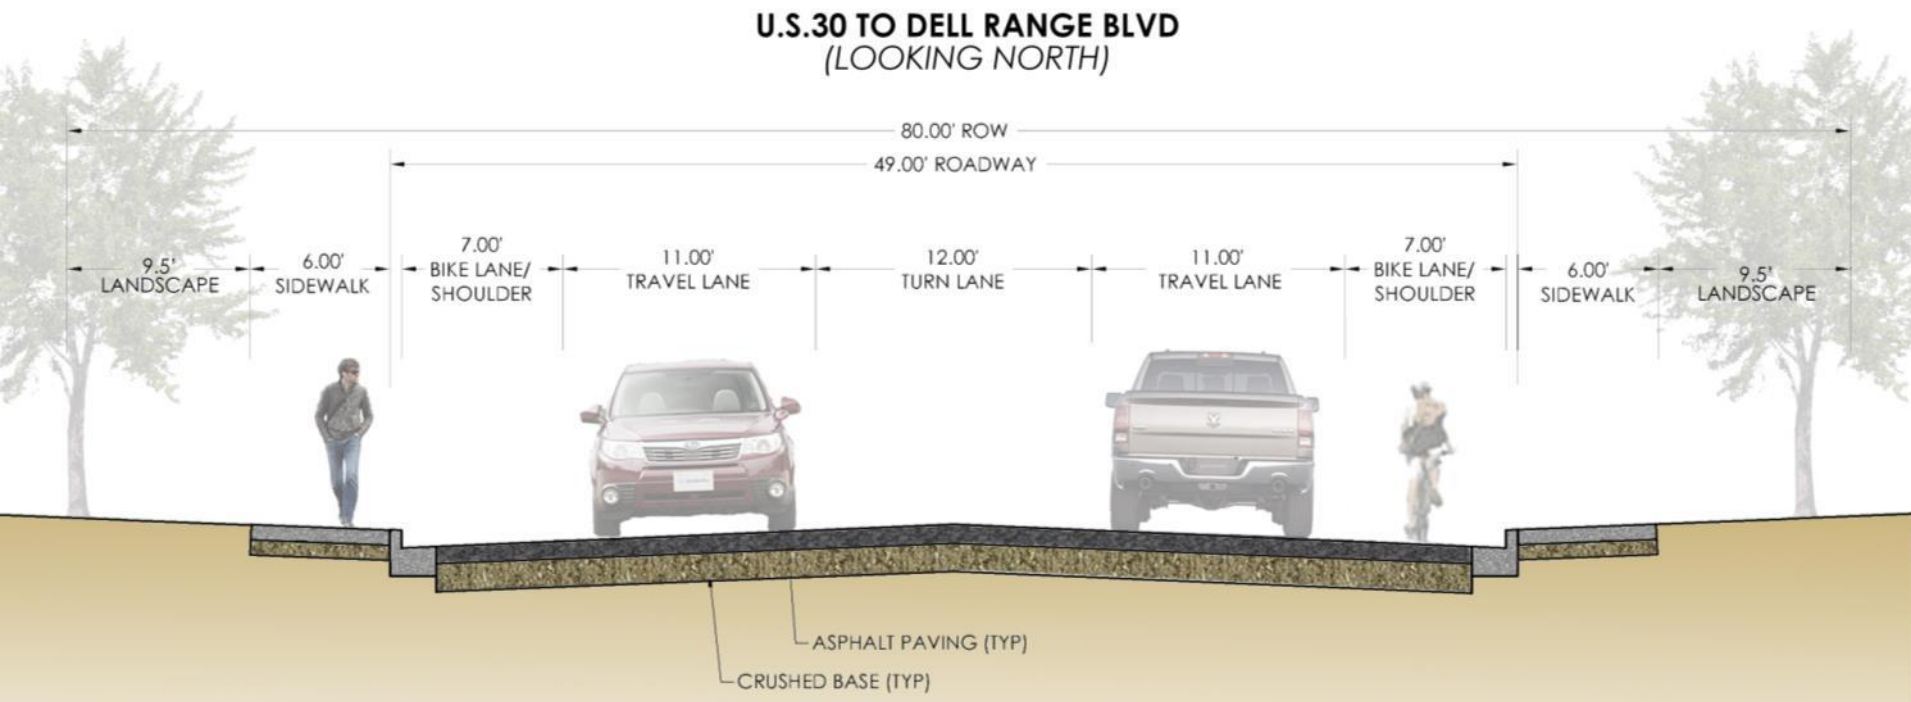 U.S.30 TO DELL RANGE BLVD
(LOOKING NORTH)
80.00' ROW
49.00' ROADWAY
9.5'
LANDSCAPE
6.00'
SIDEWALK
7.00'
BIKE LANE/
SHOULDER
11.00'
TRAVEL LANE
12.00'
TURN LANE
11.00'
TRAVEL LANE
7.00'
BIKE LANE/
SHOULDER
6.00'
SIDEWALK
9.5'
LANDSCAPE
ASPHALT PAVING (TYP)
CRUSHED BASE (TYP)